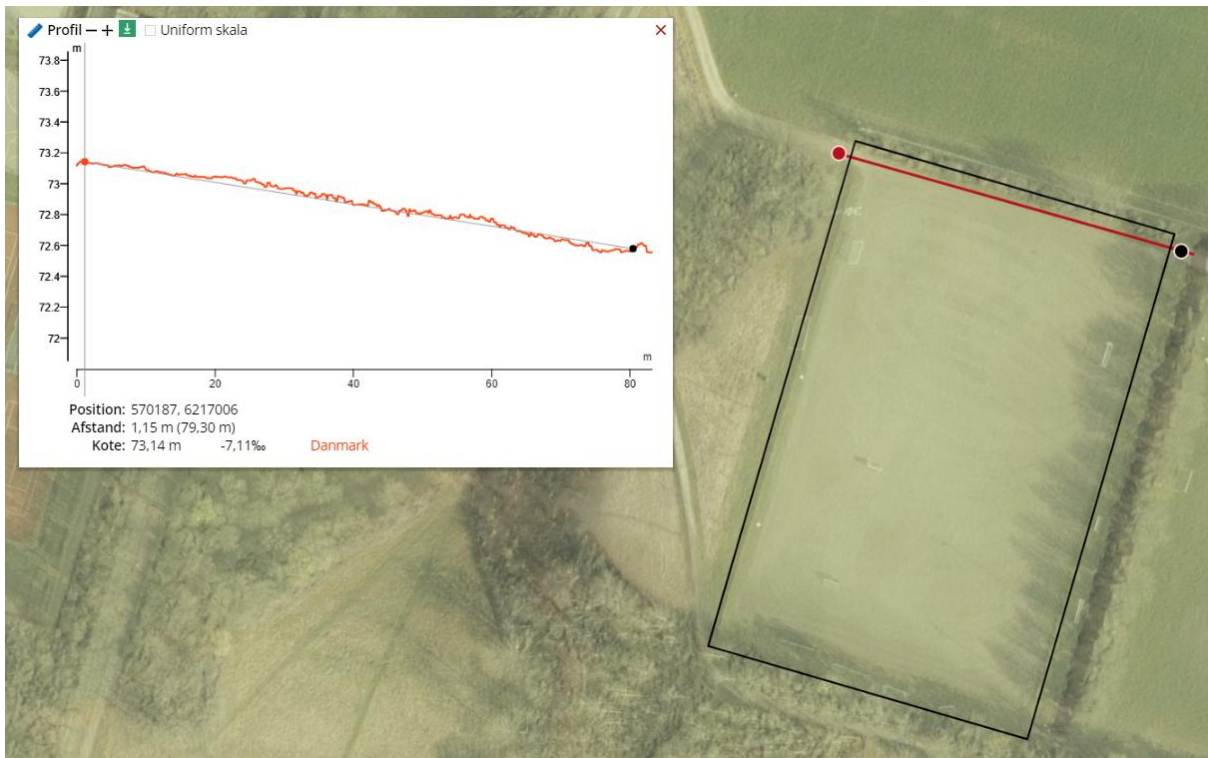 Profil − + Uniform skala
m
73.8
73.6
73.4
73.2
73
72.8
72.6
72.4
72.2
72
m
0 20 40 60 80
Position: 570187, 6217006
Afstand: 1,15 m (79,30 m)
Kote: 73,14 m -7,11‰ Danmark